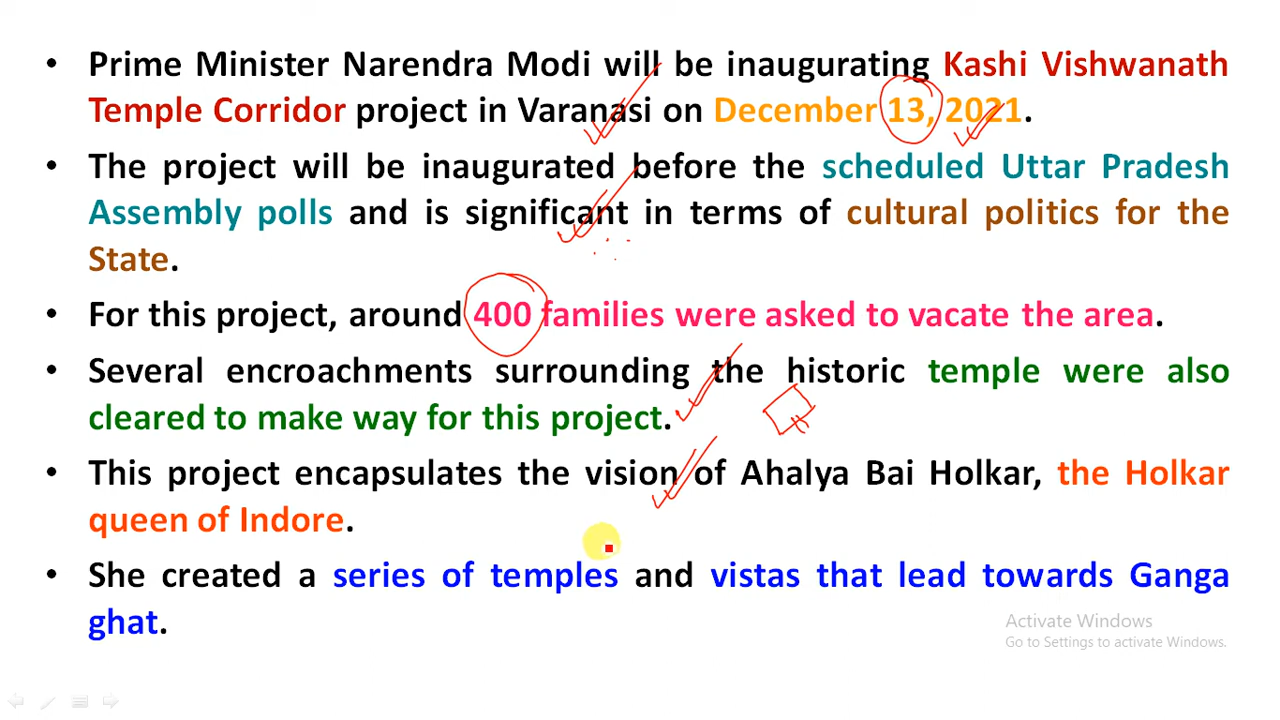 • Prime Minister Narendra Modi will be inaugurating Kashi Vishwanath
Temple Corridor project in Varanasi on December 13, 2021.
• The project will be inaugurated before the scheduled Uttar Pradesh
Assembly polls and is significant in terms of cultural politics for the
State.
• For this project, around 400 families were asked to vacate the area.
• Several encroachments surrounding the historic temple were also
cleared to make way for this project.
• This project encapsulates the vision of Ahalya Bai Holkar, the Holkar
queen of Indore.
• She created a series of temples and vistas that lead towards Ganga
ghat.
Activate Windows
Go to Settings to activate Windows.